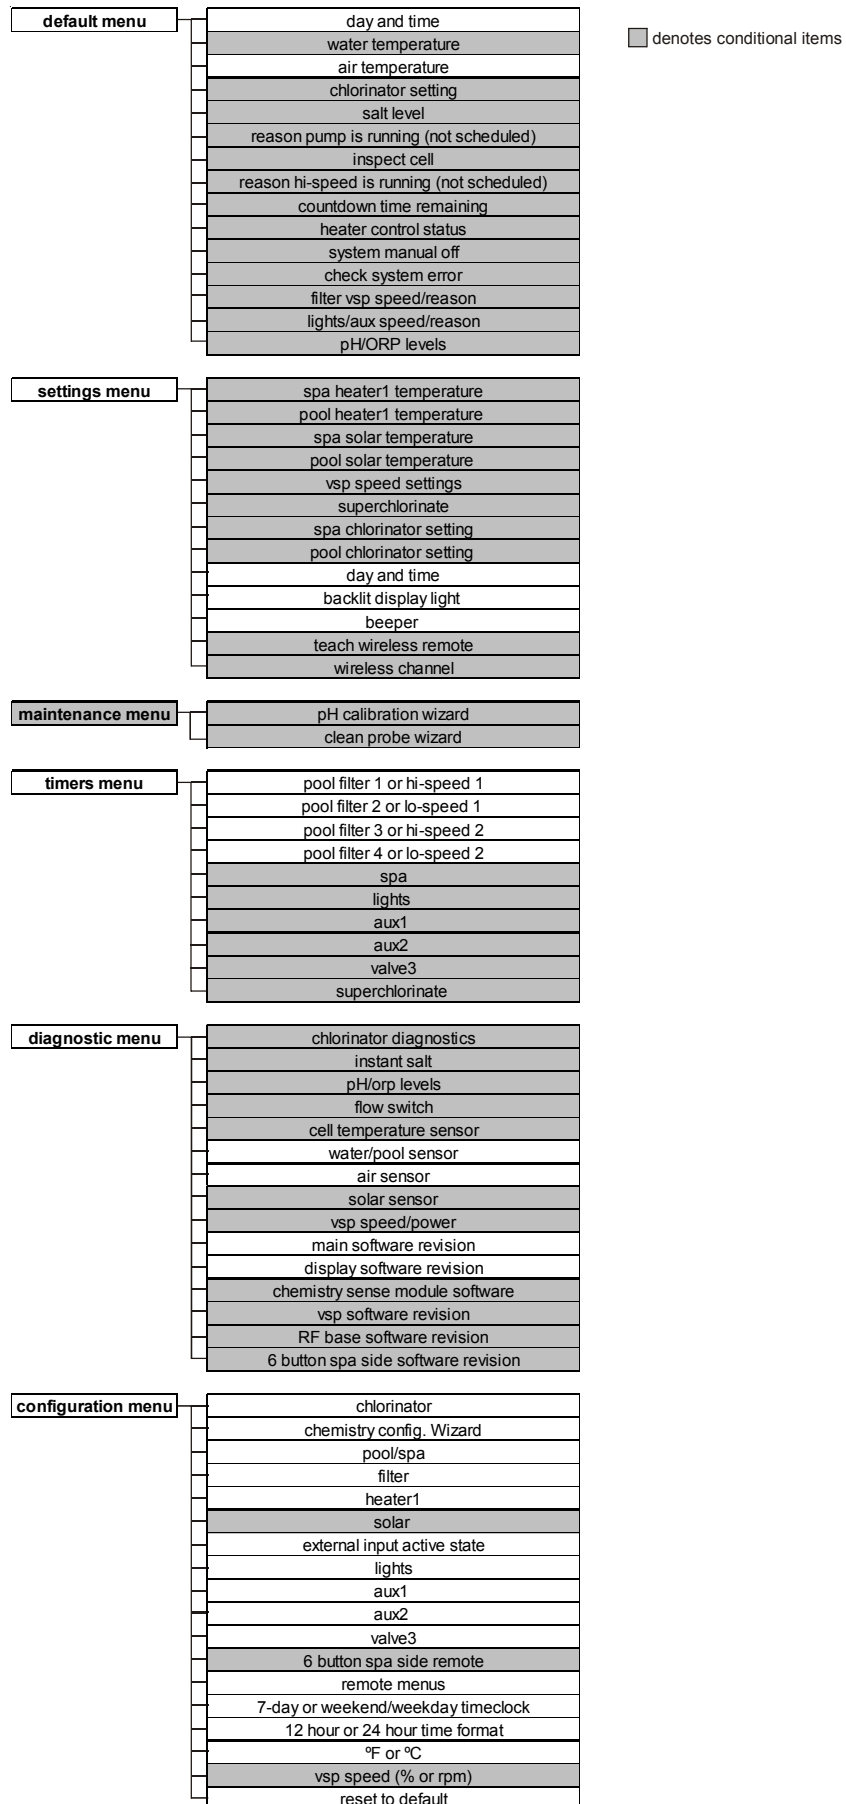 default menu
day and time
denotes conditional items
water temperature
air temperature
chlorinator setting
salt level
reason pump is running (not scheduled)
inspect cell
reason hi-speed is running (not scheduled)
countdown time remaining
heater control status
system manual off
check system error
filter vsp speed/reason
lights/aux speed/reason
pH/ORP levels
settings menu
spa heater1 temperature
pool heater1 temperature
spa solar temperature
pool solar temperature
vsp speed settings
superchlorinate
spa chlorinator setting
pool chlorinator setting
day and time
backlit display light
beeper
teach wireless remote
wireless channel
maintenance menu
pH calibration wizard
clean probe wizard
timers menu
pool filter 1 or hi-speed 1
pool filter 2 or lo-speed 1
pool filter 3 or hi-speed 2
pool filter 4 or lo-speed 2
spa
lights
aux1
aux2
valve3
superchlorinate
diagnostic menu
chlorinator diagnostics
instant salt
pH/orp levels
flow switch
cell temperature sensor
water/pool sensor
air sensor
solar sensor
vsp speed/power
main software revision
display software revision
chemistry sense module software
vsp software revision
RF base software revision
6 button spa side software revision
configuration menu
chlorinator
chemistry config. Wizard
pool/spa
filter
heater1
solar
external input active state
lights
aux1
aux2
valve3
6 button spa side remote
remote menus
7-day or weekend/weekday timeclock
12 hour or 24 hour time format
ºF or ºC
vsp speed (% or rpm)
reset to default